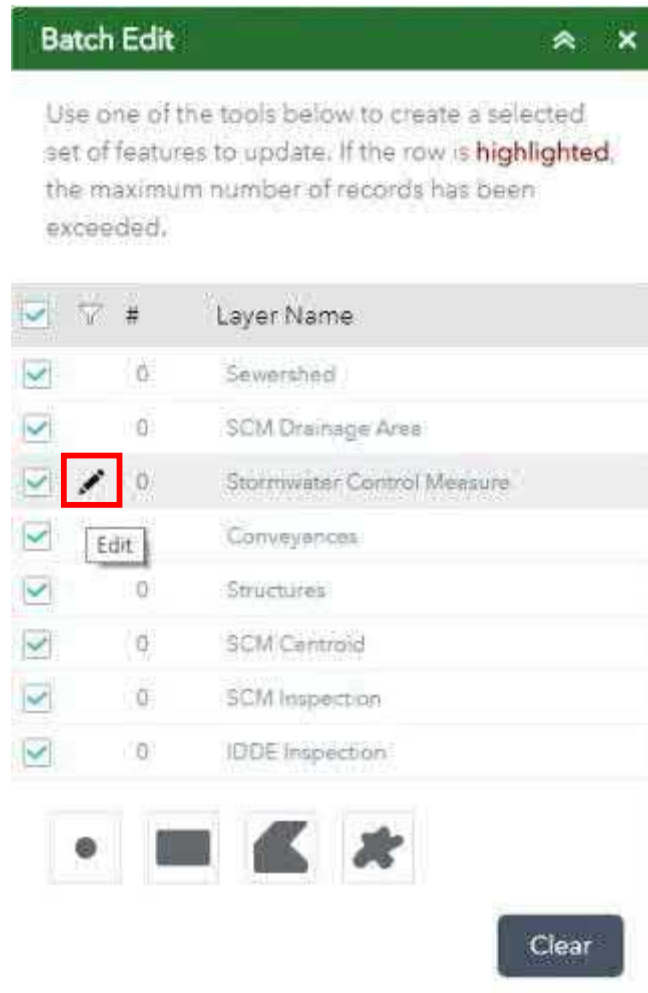 Batch Edit
Use one of the tools below to create a selected
set of features to update. If the row is highlighted,
the maximum number of records has been
exceeded.
# Layer Name
0 Sewershed
0 SCM Drainage Area
0 Stormwater Control Measure
Edit Conveyances
0 Structures
0 SCM Centroid
0 SCM Inspection
0 IDDE Inspection
Clear